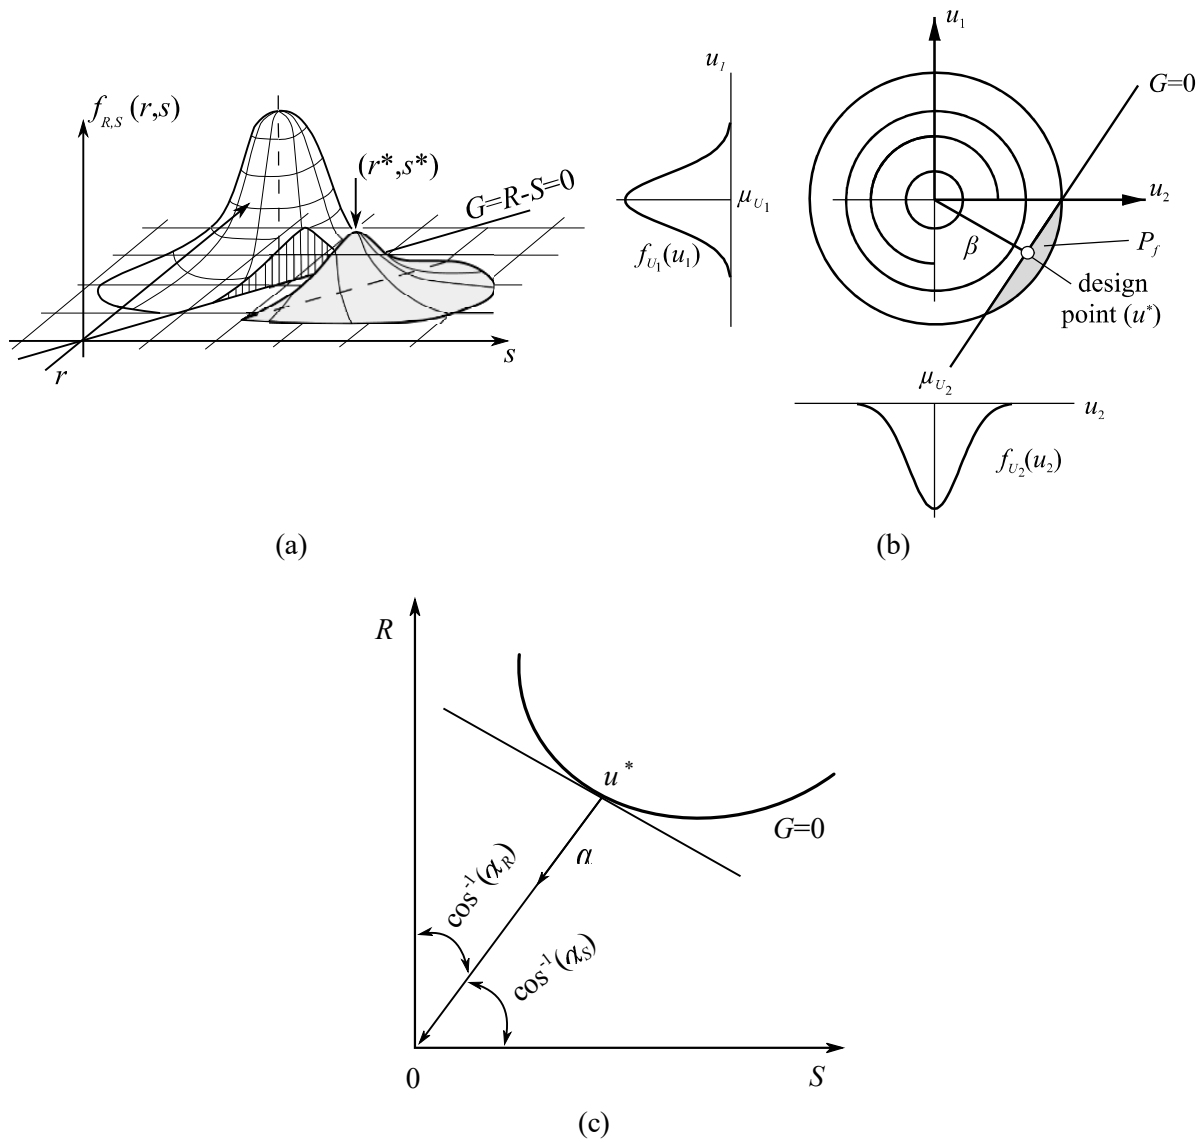 f_{R,S} (r,s)
(r*,s*)
G=R-S=0
s
r
(a)
u_1
G=0
u_1
μ_{U_1}
f_{U_1}(u_1)
u_2
β
P_f
design
point (u*)
μ_{U_2}
u_2
f_{U_2}(u_2)
(b)
R
u*
G=0
α
cos^{-1}(α_R)
cos^{-1}(α_S)
0
S
(c)